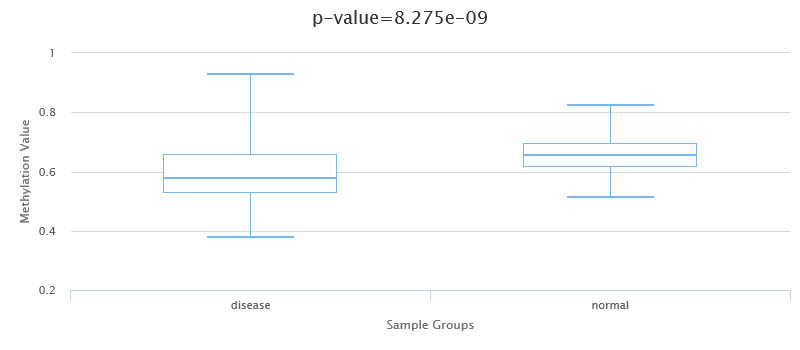 p-value=8.275e-09
1
0.8
0.6
0.4
0.2
Methylation Value
disease
normal
Sample Groups